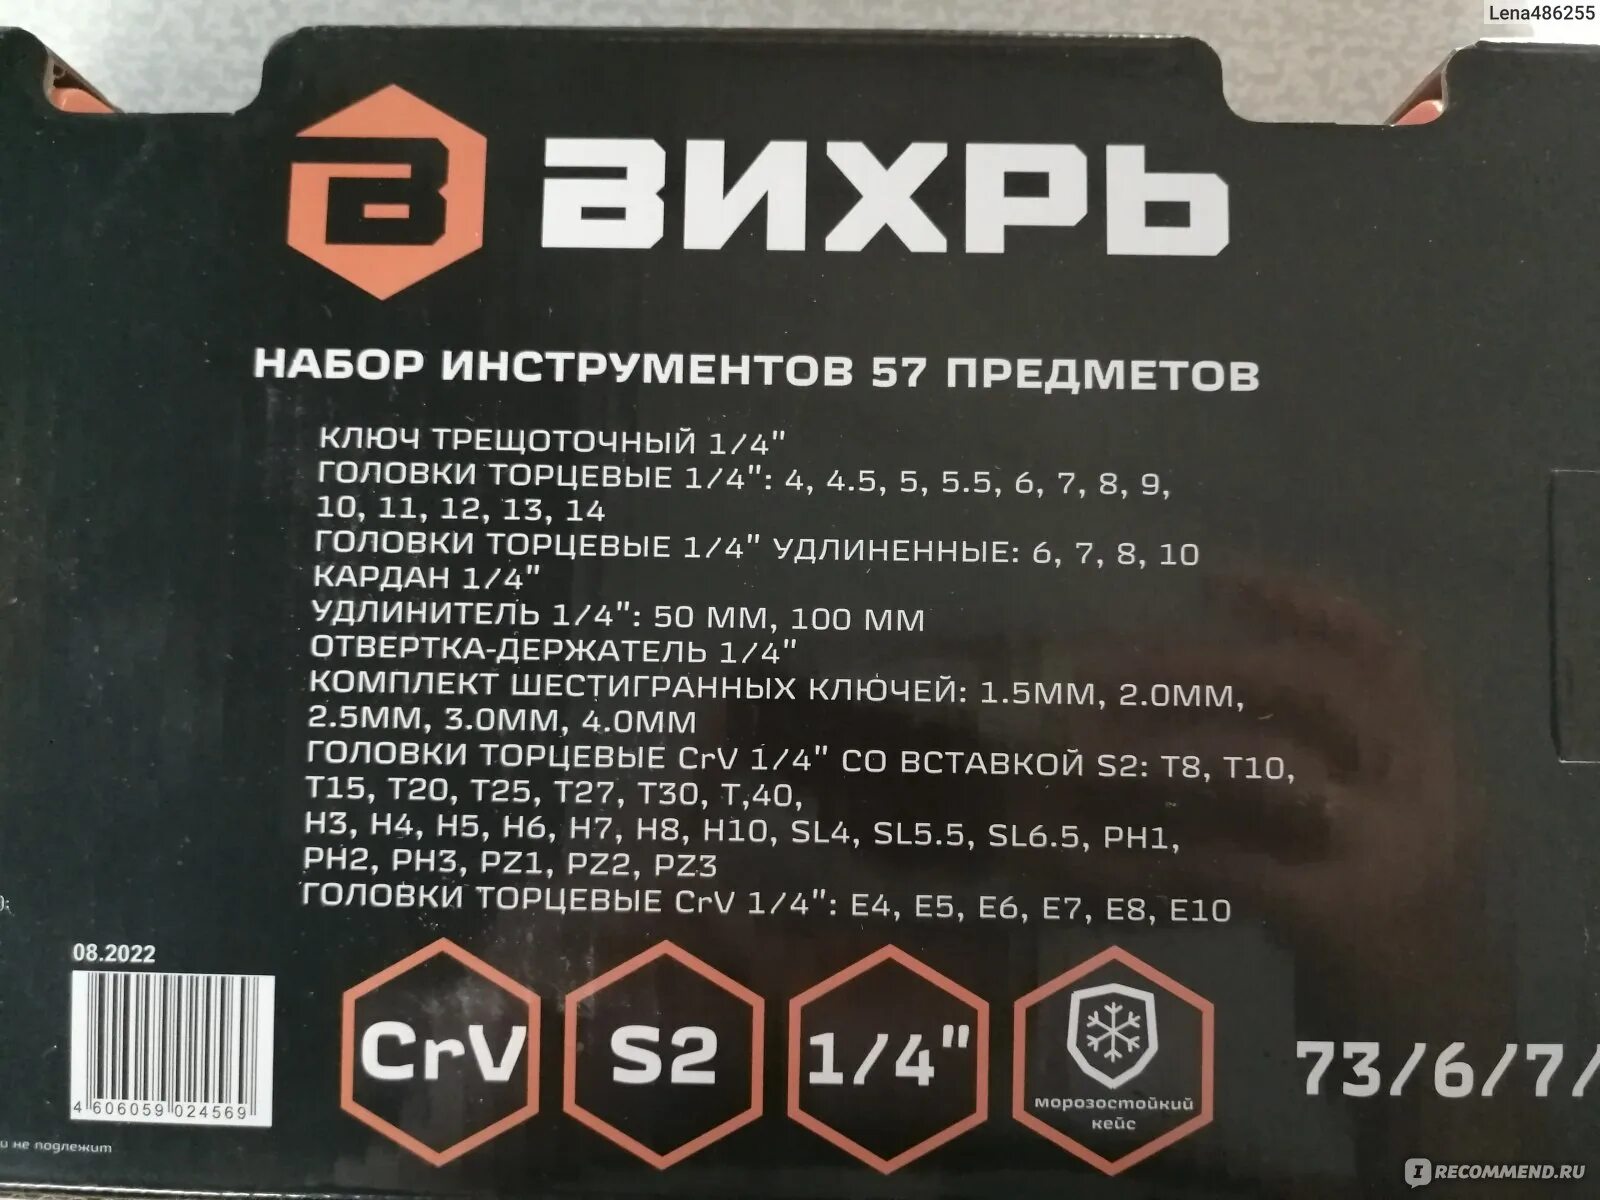 Lena486255
ВИХРЬ
НАБОР ИНСТРУМЕНТОВ 57 ПРЕДМЕТОВ
КЛЮЧ ТРЕЩОТОЧНЫЙ 1/4"
ГОЛОВКИ ТОРЦЕВЫЕ 1/4": 4, 4.5, 5, 5.5, 6, 7, 8, 9,
10, 11, 12, 13, 14
ГОЛОВКИ ТОРЦЕВЫЕ 1/4" УДЛИНЕННЫЕ: 6, 7, 8, 10
КАРДАН 1/4"
УДЛИНИТЕЛЬ 1/4": 50 ММ, 100 ММ
ОТВЕРТКА-ДЕРЖАТЕЛЬ 1/4"
КОМПЛЕКТ ШЕСТИГРАННЫХ КЛЮЧЕЙ: 1.5ММ, 2.0ММ,
2.5ММ, 3.0ММ, 4.0ММ
ГОЛОВКИ ТОРЦЕВЫЕ CrV 1/4" СО ВСТАВКОЙ S2: T8, T10,
T15, T20, T25, T27, T30, T,40,
H3, H4, H5, H6, H7, H8, H10, SL4, SL5.5, SL6.5, PH1,
PH2, PH3, PZ1, PZ2, PZ3
ГОЛОВКИ ТОРЦЕВЫЕ CrV 1/4": E4, E5, E6, E7, E8, E10
08.2022
4 606059 024569
и не подлежит
CrV
S2
1/4"
морозостойкий
кейс
73/6/7/
IRECOMMEND.RU